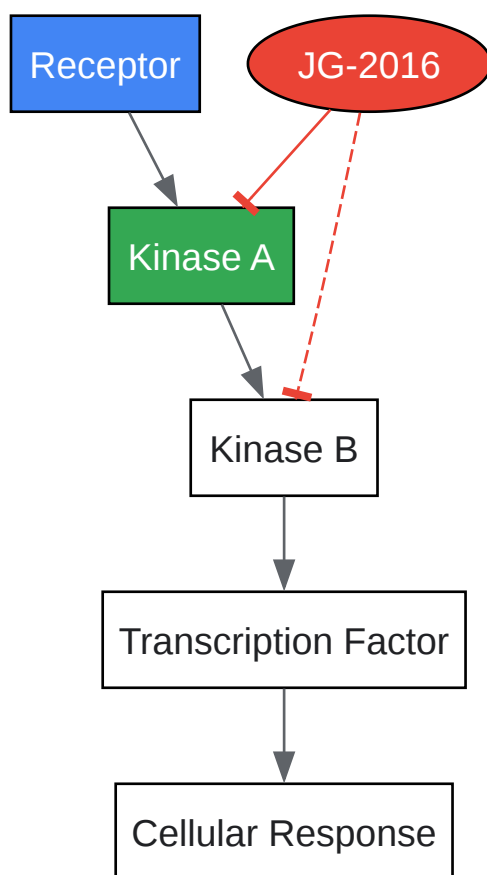 Receptor
JG-2016
Kinase A
Kinase B
Transcription Factor
Cellular Response